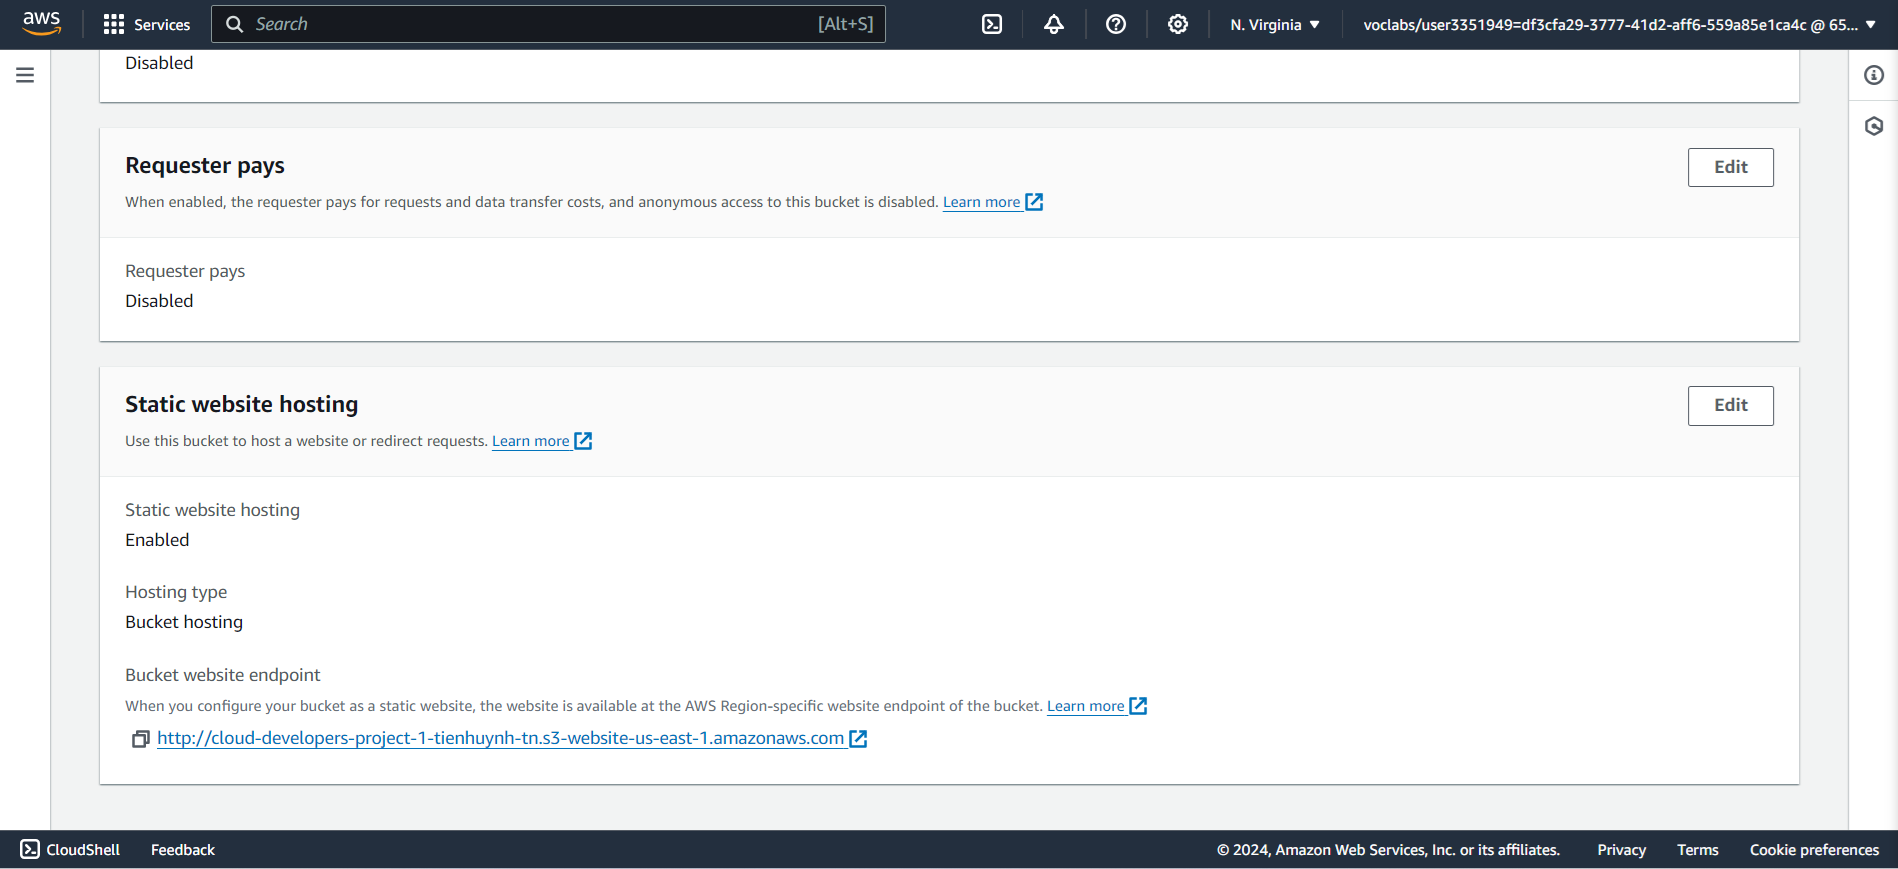 aws
Services
Search
[Alt+S]
N. Virginia
voclabs/user3351949=df3cfa29-3777-41d2-aff6-559a85e1ca4c @ 65...
Disabled
Requester pays
Edit
When enabled, the requester pays for requests and data transfer costs, and anonymous access to this bucket is disabled. Learn more
Requester pays
Disabled
Static website hosting
Edit
Use this bucket to host a website or redirect requests. Learn more
Static website hosting
Enabled
Hosting type
Bucket hosting
Bucket website endpoint
When you configure your bucket as a static website, the website is available at the AWS Region-specific website endpoint of the bucket. Learn more
http://cloud-developers-project-1-tienhuynh-tn.s3-website-us-east-1.amazonaws.com
CloudShell
Feedback
© 2024, Amazon Web Services, Inc. or its affiliates.
Privacy
Terms
Cookie preferences